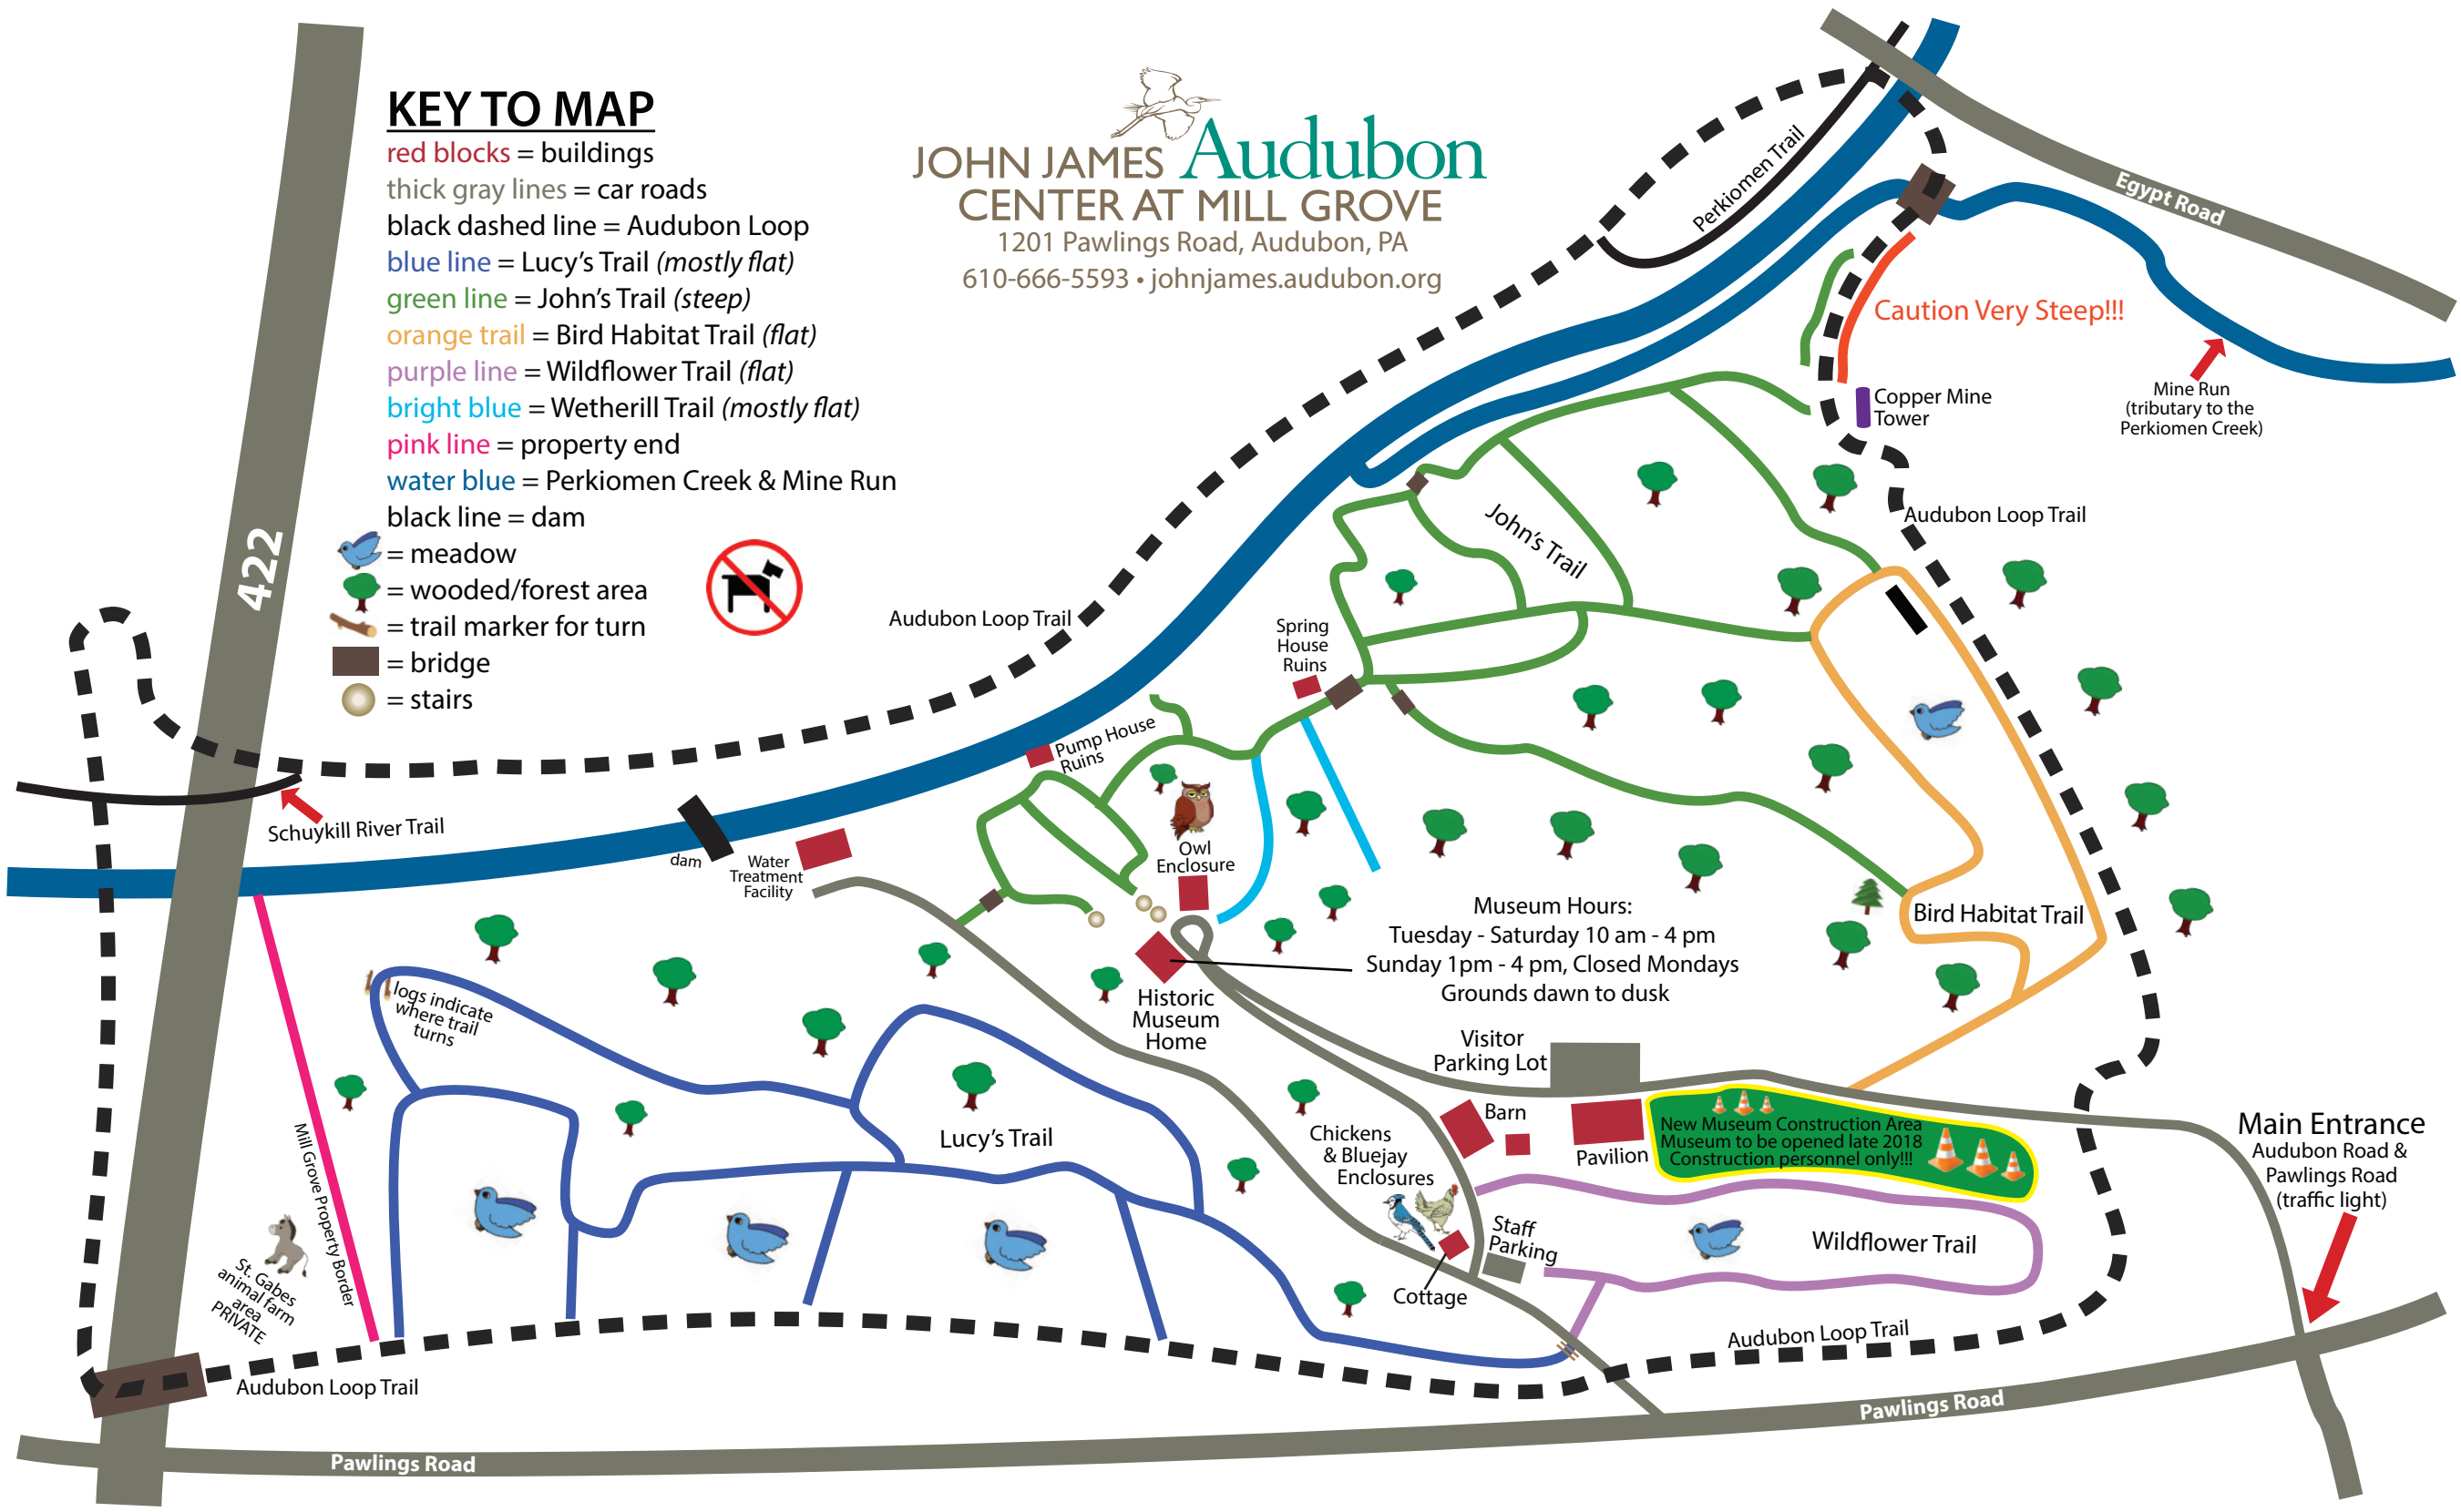 KEY TO MAP
red blocks = buildings
thick gray lines = car roads
black dashed line = Audubon Loop
blue line = Lucy's Trail (mostly flat)
green line = John's Trail (steep)
orange trail = Bird Habitat Trail (flat)
purple line = Wildflower Trail (flat)
bright blue = Wetherill Trail (mostly flat)
pink line = property end
water blue = Perkiomen Creek & Mine Run
black line = dam
= meadow
= wooded/forest area
= trail marker for turn
= bridge
= stairs
JOHN JAMES Audubon
CENTER AT MILL GROVE
1201 Pawlings Road, Audubon, PA
610-666-5593 • johnjames.audubon.org
Perkiomen Trail
Egypt Road
Caution Very Steep!!!
Copper Mine
Tower
Mine Run
(tributary to the
Perkiomen Creek)
Audubon Loop Trail
John's Trail
422
Audubon Loop Trail
Spring
House
Ruins
Pump House
Ruins
Schuykill River Trail
dam
Water
Treatment
Facility
Owl
Enclosure
Museum Hours:
Tuesday - Saturday 10 am - 4 pm
Sunday 1pm - 4 pm, Closed Mondays
Grounds dawn to dusk
Bird Habitat Trail
logs indicate
where trail
turns
Historic
Museum
Home
Visitor
Parking Lot
Lucy's Trail
Barn
Pavilion
New Museum Construction Area
Museum to be opened late 2018
Construction personnel only!!!
Main Entrance
Audubon Road &
Pawlings Road
(traffic light)
Chickens
& Bluejay
Enclosures
Mill Grove Property Border
St. Gabes
animal farm
area
PRIVATE
Staff
Parking
Wildflower Trail
Cottage
Audubon Loop Trail
Audubon Loop Trail
Pawlings Road
Pawlings Road